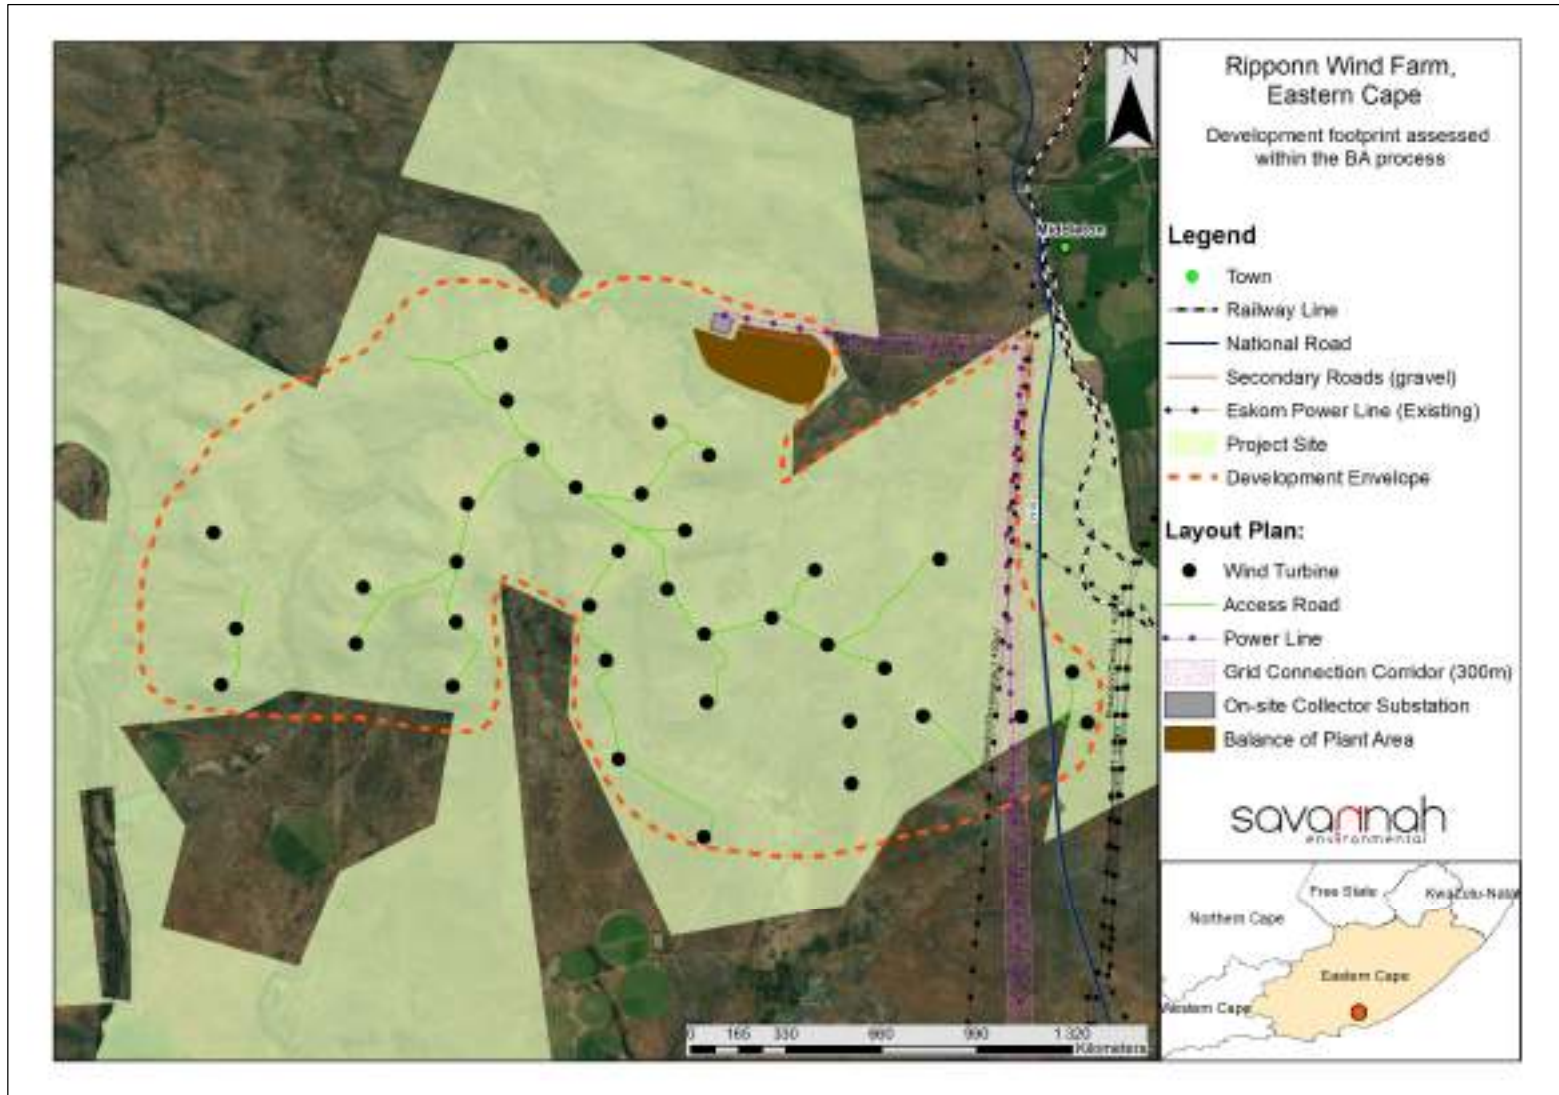 N
Middleton
0 165 330 660 990 1 320
Kilometers
Ripponn Wind Farm,
Eastern Cape
Development footprint assessed
within the BA process
Legend
Town
Railway Line
National Road
Secondary Roads (gravel)
Eskom Power Line (Existing)
Project Site
Development Envelope
Layout Plan:
Wind Turbine
Access Road
Power Line
Grid Connection Corridor (300m)
On-site Collector Substation
Balance of Plant Area
savannah
environmental
Free State
KwaZulu-Natal
Northern Cape
Eastern Cape
Western Cape